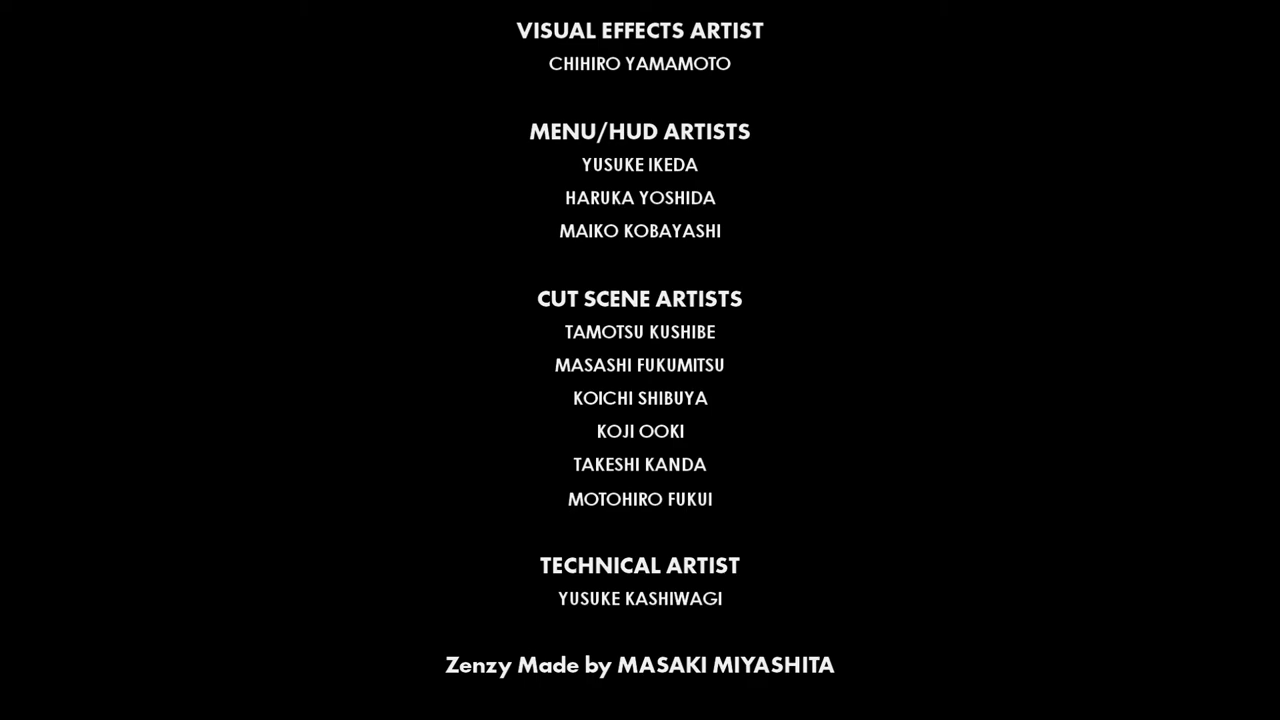 VISUAL EFFECTS ARTIST
CHIHIRO YAMAMOTO
MENU/HUD ARTISTS
YUSUKE IKEDA
HARUKA YOSHIDA
MAIKO KOBAYASHI
CUT SCENE ARTISTS
TAMOTSU KUSHIBE
MASASHI FUKUMITSU
KOICHI SHIBUYA
KOJI OOKI
TAKESHI KANDA
MOTOHIRO FUKUI
TECHNICAL ARTIST
YUSUKE KASHIWAGI
Zenzy Made by MASAKI MIYASHITA